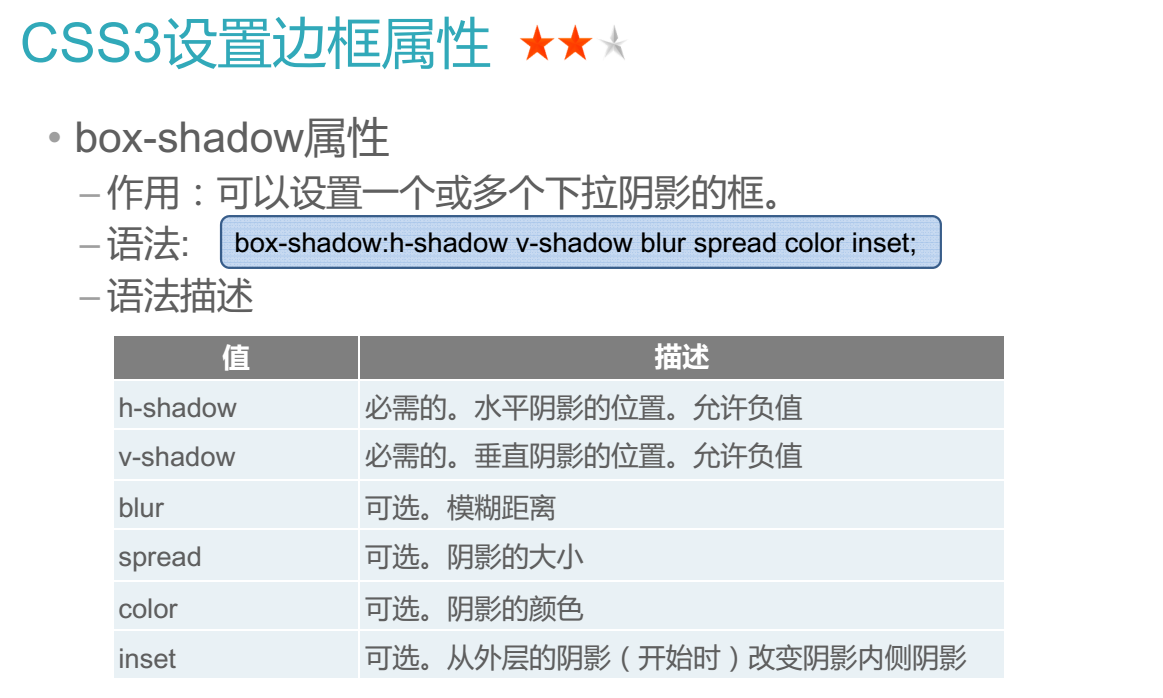 CSS3设置边框属性
• box-shadow属性
–作用：可以设置一个或多个下拉阴影的框。
–语法: box-shadow:h-shadow v-shadow blur spread color inset;
–语法描述
值 描述
h-shadow 必需的。水平阴影的位置。允许负值
v-shadow 必需的。垂直阴影的位置。允许负值
blur 可选。模糊距离
spread 可选。阴影的大小
color 可选。阴影的颜色
inset 可选。从外层的阴影（开始时）改变阴影内侧阴影